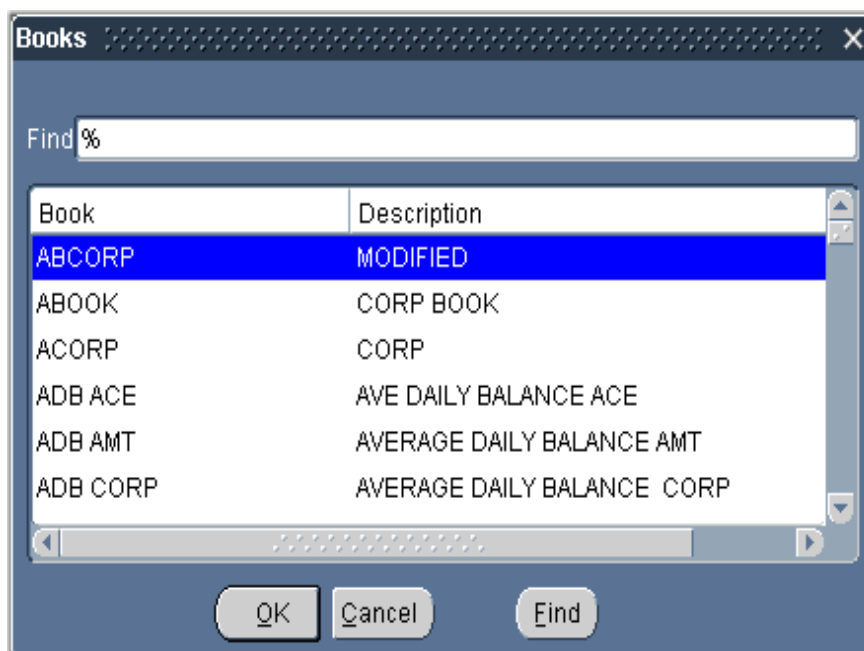 Books
Find %
Book Description
ABCORP MODIFIED
ABOOK CORP BOOK
ACORP CORP
ADB ACE AVE DAILY BALANCE ACE
ADB AMT AVERAGE DAILY BALANCE AMT
ADB CORP AVERAGE DAILY BALANCE  CORP
OK Cancel Find